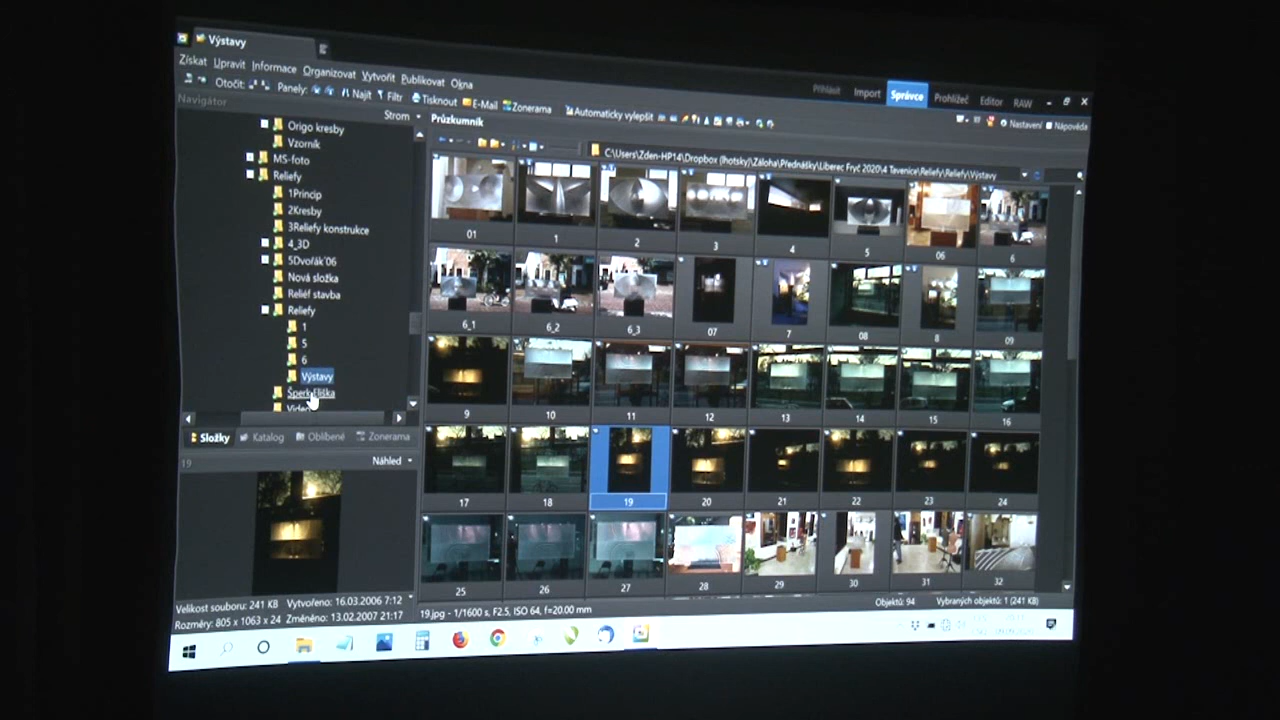 Výstavy
Získat Upravit Informace Organizovat Vytvořit Publikovat Okna
Přihlásit Import Správce Prohlížeč Editor RAW
Otočit: Panely: Najít Filtr Tisknout E-Mail Zonerama Automaticky vylepšit
Nastavení Nápověda
Navigátor
Strom
Průzkumník
C:\Users\Zden-HP14\Dropbox (lhotsky)\Záloha\Přednášky\Liberec Fryč 2020\4 Tavenice\Reliefy\Reliefy\Výstavy
Origo kresby
Vzorník
MS-foto
Reliefy
1Princip
2Kresby
3Reliefy konstrukce
4_3D
5Dvořák'06
Nová složka
Reliéf stavba
Reliefy
1
5
6
Výstavy
Šperk Eliška
Složky Katalog Oblíbené Zonerama
19
Náhled
Velikost souboru: 241 KB Vytvořeno: 16.03.2006 7:12
Rozměry: 805 x 1063 x 24 Změněno: 13.02.2007 21:17
01 1 2 3 4 5 06 6
6_1 6_2 6_3 07 7 08 8 09
9 10 11 12 13 14 15 16
17 18 19 20 21 22 23 24
25 26 27 28 29 30 31 32
19.jpg - 1/1600 s, F2.5, ISO 64, f=20.00 mm
Objektů: 94 Vybraných objektů: 1 (241 KB)